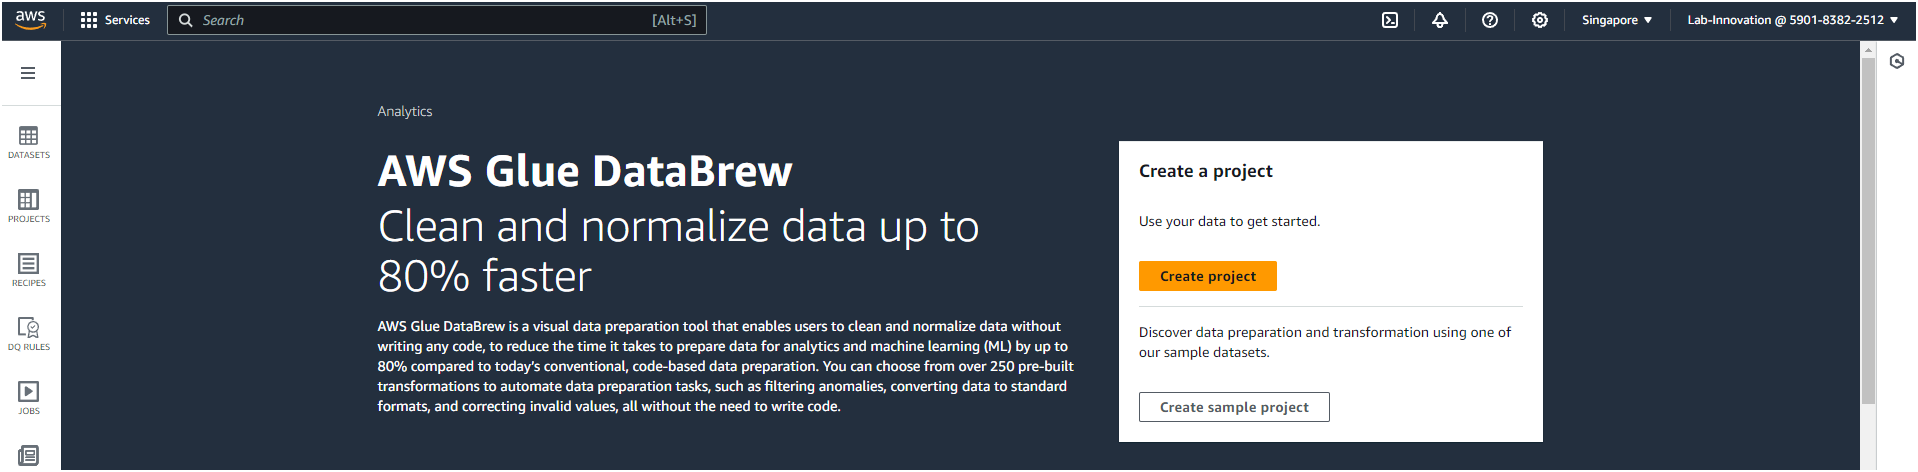 aws
Services
Search
[Alt+S]
Singapore
Lab-Innovation @ 5901-8382-2512
DATASETS
PROJECTS
RECIPES
DQ RULES
JOBS
Analytics
AWS Glue DataBrew
Clean and normalize data up to
80% faster
AWS Glue DataBrew is a visual data preparation tool that enables users to clean and normalize data without
writing any code, to reduce the time it takes to prepare data for analytics and machine learning (ML) by up to
80% compared to today's conventional, code-based data preparation. You can choose from over 250 pre-built
transformations to automate data preparation tasks, such as filtering anomalies, converting data to standard
formats, and correcting invalid values, all without the need to write code.
Create a project
Use your data to get started.
Create project
Discover data preparation and transformation using one of
our sample datasets.
Create sample project